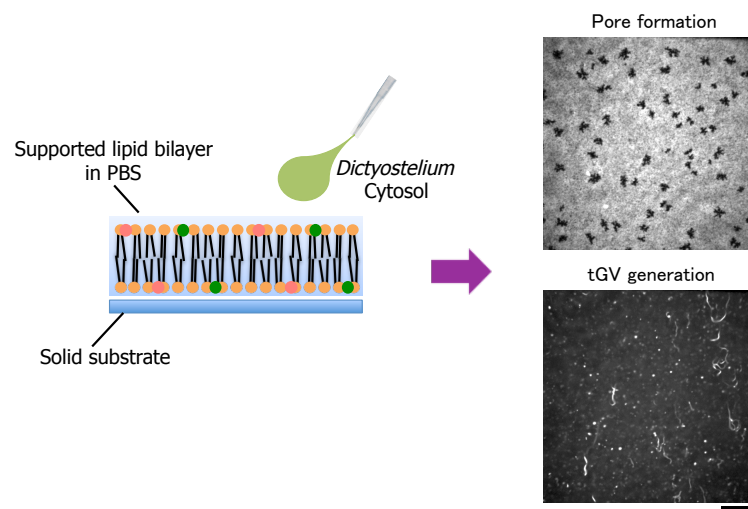 Pore formation
Supported lipid bilayer
in PBS
Dictyostelium
Cytosol
tGV generation
Solid substrate